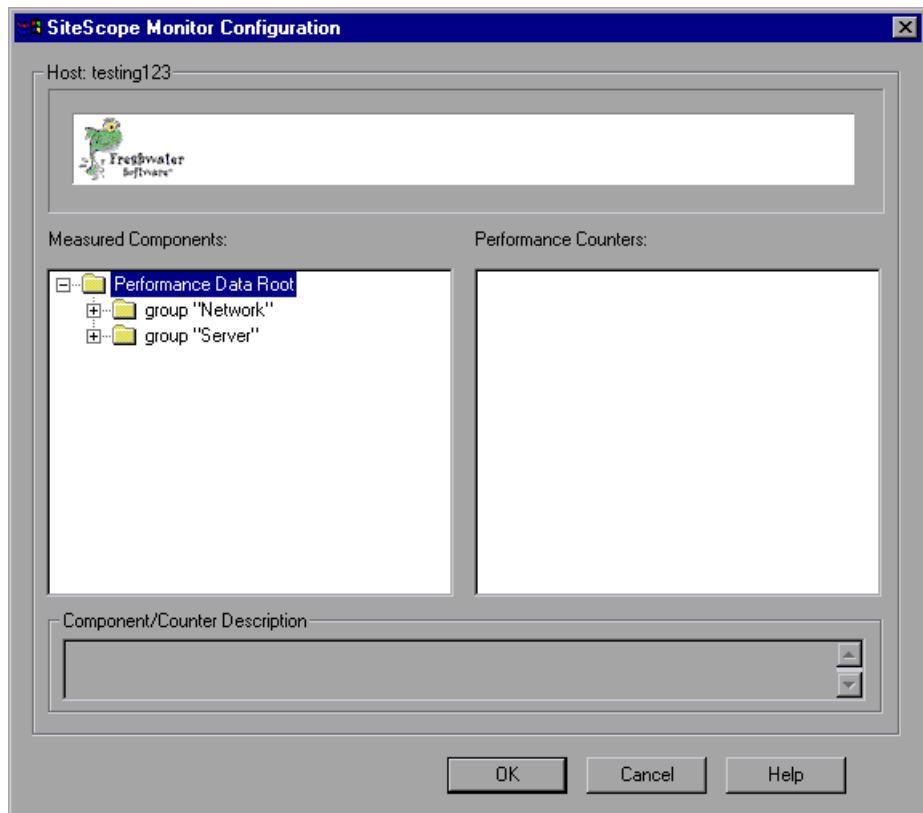 SiteScope Monitor Configuration
Host: testing123
Freshwater
Software
Measured Components:
Performance Counters:
Performance Data Root
group "Network"
group "Server"
Component/Counter Description
OK
Cancel
Help